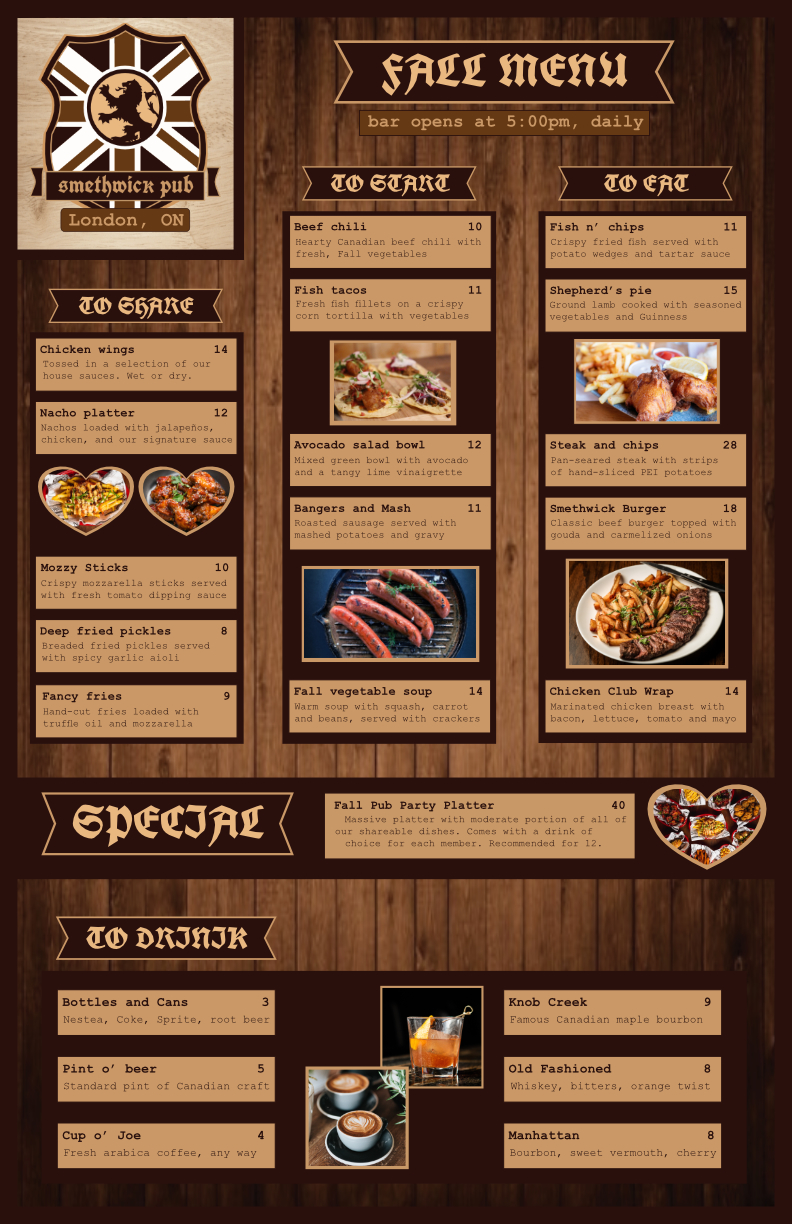 smethwick pub
London, ON
FALL MENU
bar opens at 5:00pm, daily
TO SHARE
Chicken wings 14
Tossed in a selection of our
house sauces. Wet or dry.
Nacho platter 12
Nachos loaded with jalapeños,
chicken, and our signature sauce
Mozzy Sticks 10
Crispy mozzarella sticks served
with fresh tomato dipping sauce
Deep fried pickles 8
Breaded fried pickles served
with spicy garlic aioli
Fancy fries 9
Hand-cut fries loaded with
truffle oil and mozzarella
TO START
Beef chili 10
Hearty Canadian beef chili with
fresh, Fall vegetables
Fish tacos 11
Fresh fish fillets on a crispy
corn tortilla with vegetables
Avocado salad bowl 12
Mixed green bowl with avocado
and a tangy lime vinaigrette
Bangers and Mash 11
Roasted sausage served with
mashed potatoes and gravy
Fall vegetable soup 14
Warm soup with squash, carrot
and beans, served with crackers
TO EAT
Fish n’ chips 11
Crispy fried fish served with
potato wedges and tartar sauce
Shepherd’s pie 15
Ground lamb cooked with seasoned
vegetables and Guinness
Steak and chips 28
Pan-seared steak with strips
of hand-sliced PEI potatoes
Smethwick Burger 18
Classic beef burger topped with
gouda and carmelized onions
Chicken Club Wrap 14
Marinated chicken breast with
bacon, lettuce, tomato and mayo
SPECIAL
Fall Pub Party Platter 40
Massive platter with moderate portion of all of
our shareable dishes. Comes with a drink of
choice for each member. Recommended for 12.
TO DRINK
Bottles and Cans 3
Nestea, Coke, Sprite, root beer
Pint o’ beer 5
Standard pint of Canadian craft
Cup o’ Joe 4
Fresh arabica coffee, any way
Knob Creek 9
Famous Canadian maple bourbon
Old Fashioned 8
Whiskey, bitters, orange twist
Manhattan 8
Bourbon, sweet vermouth, cherry